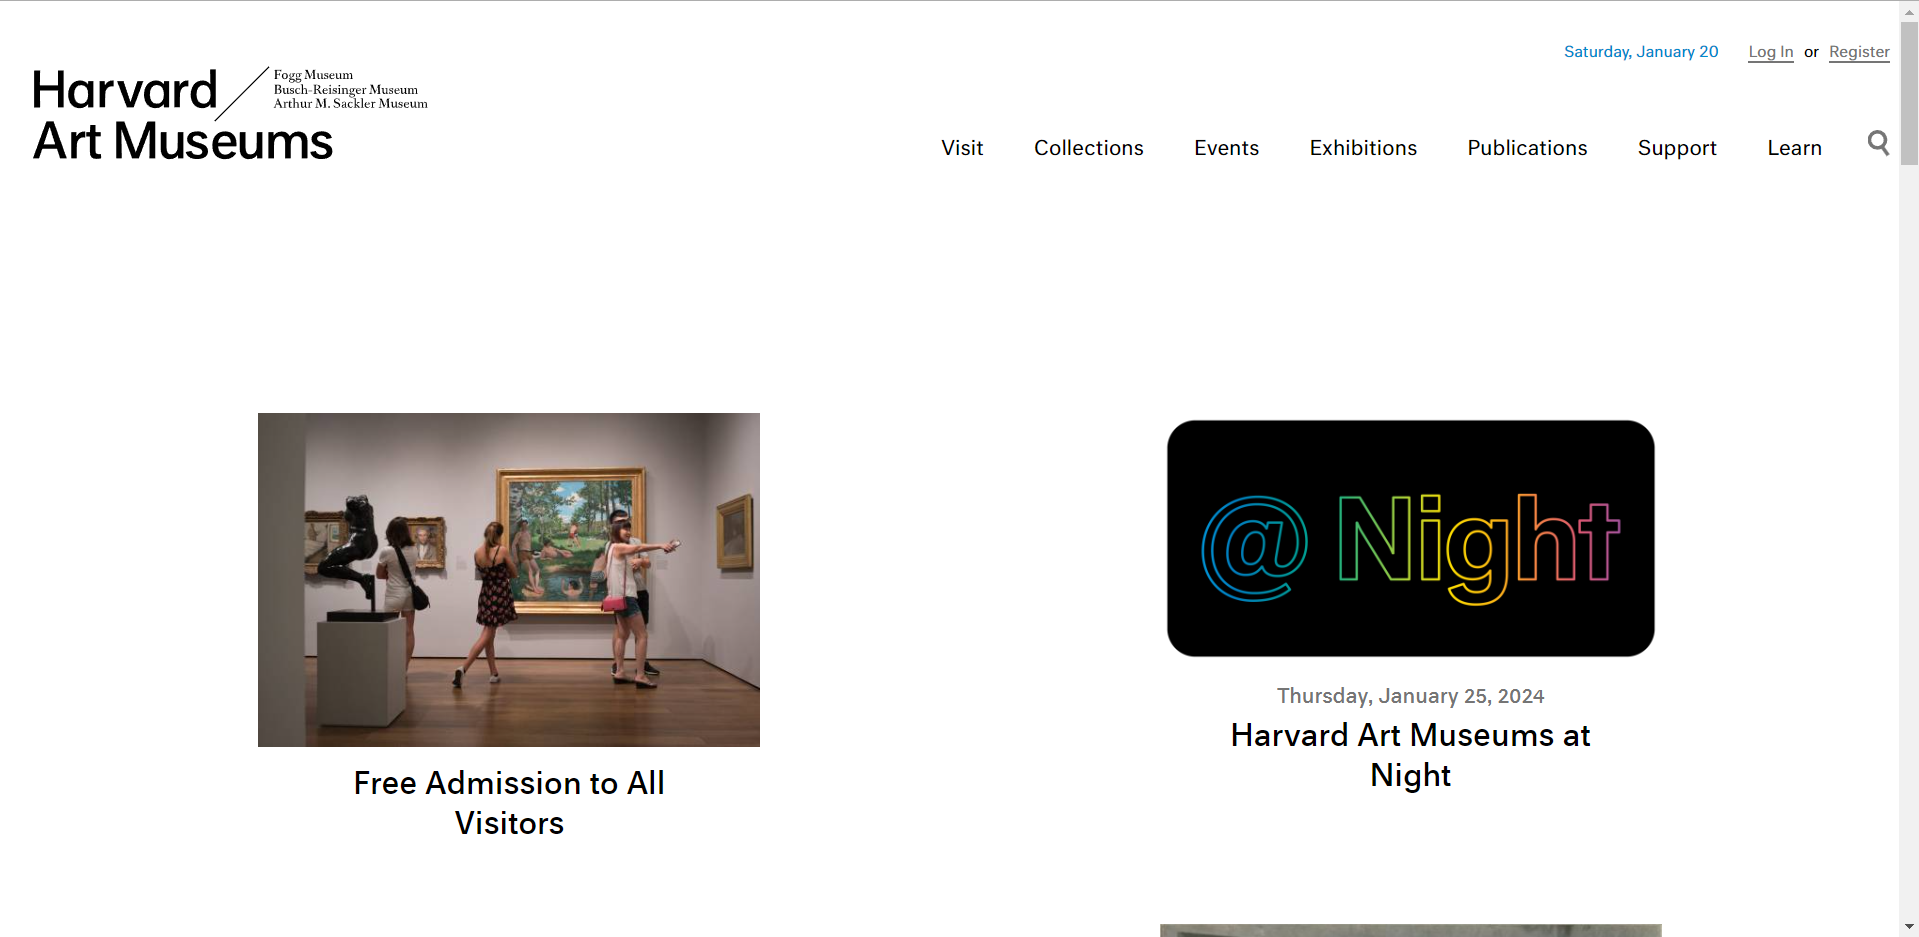 Saturday, January 20 Log In or Register
Harvard
Art Museums
Fogg Museum
Busch-Reisinger Museum
Arthur M. Sackler Museum
Visit Collections Events Exhibitions Publications Support Learn
Free Admission to All
Visitors
@ Night
Thursday, January 25, 2024
Harvard Art Museums at
Night